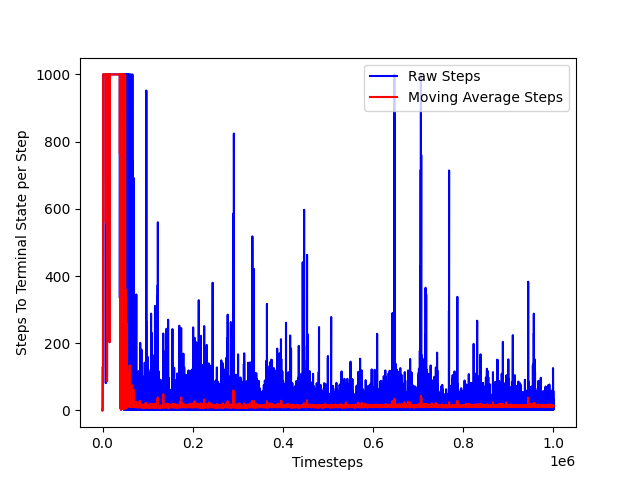 Raw Steps
Moving Average Steps
Steps To Terminal State per Step
1000
800
600
400
200
0
0.0 0.2 0.4 0.6 0.8 1.0
1e6
Timesteps